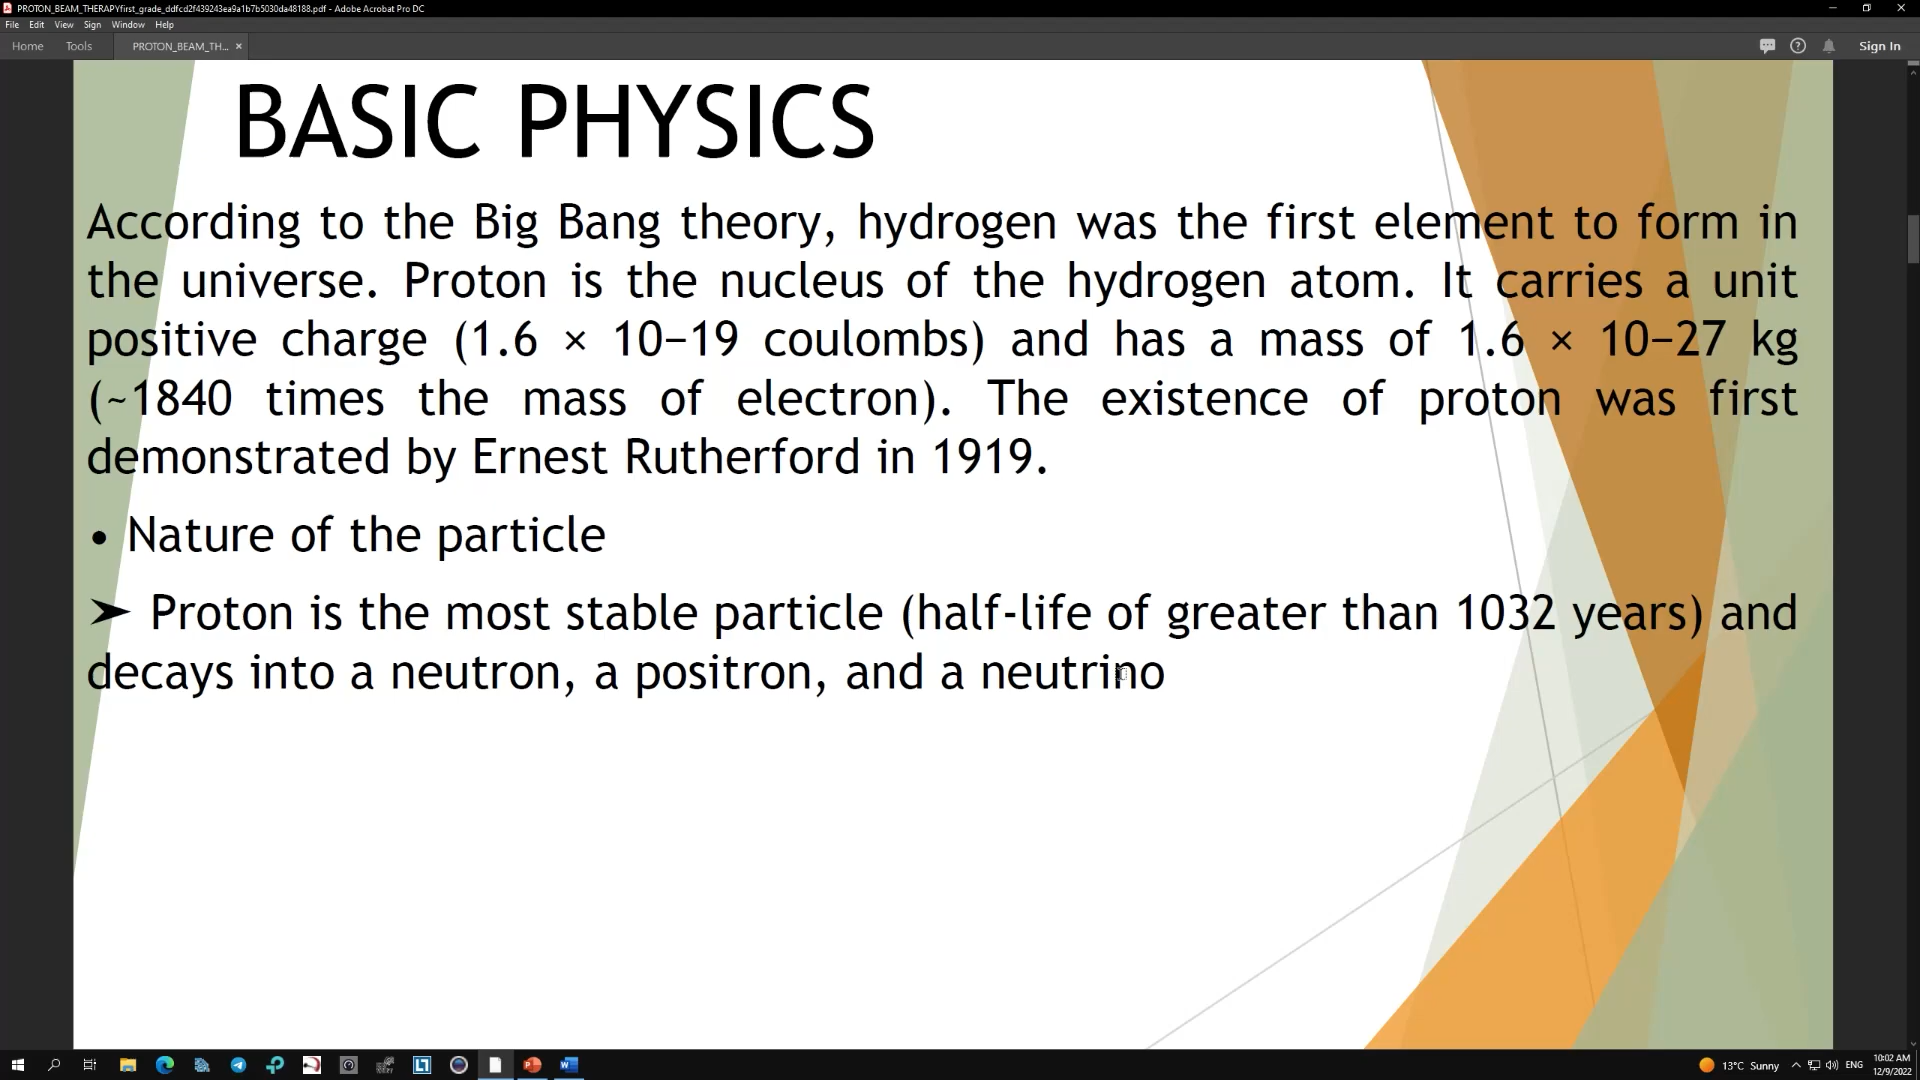 PROTON_BEAM_THERAPYfirst_grade_ddfcd2f439243ea9a1b7b5030da48188.pdf - Adobe Acrobat Pro DC
File Edit View Sign Window Help
Home Tools PROTON_BEAM_TH... × Sign In
BASIC PHYSICS
According to the Big Bang theory, hydrogen was the first element to form in
the universe. Proton is the nucleus of the hydrogen atom. It carries a unit
positive charge (1.6 × 10−19 coulombs) and has a mass of 1.6 × 10−27 kg
(~1840 times the mass of electron). The existence of proton was first
demonstrated by Ernest Rutherford in 1919.
• Nature of the particle
➤ Proton is the most stable particle (half-life of greater than 1032 years) and
decays into a neutron, a positron, and a neutrino
13°C Sunny ENG
10:02 AM
12/9/2022